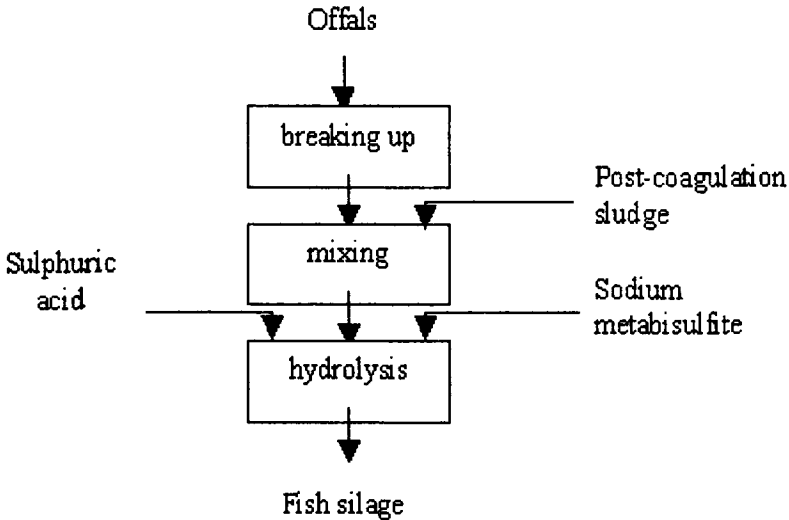 Offals
breaking up
Post-coagulation
sludge
mixing
Sulphuric
acid
Sodium
metabisulfite
hydrolysis
Fish silage